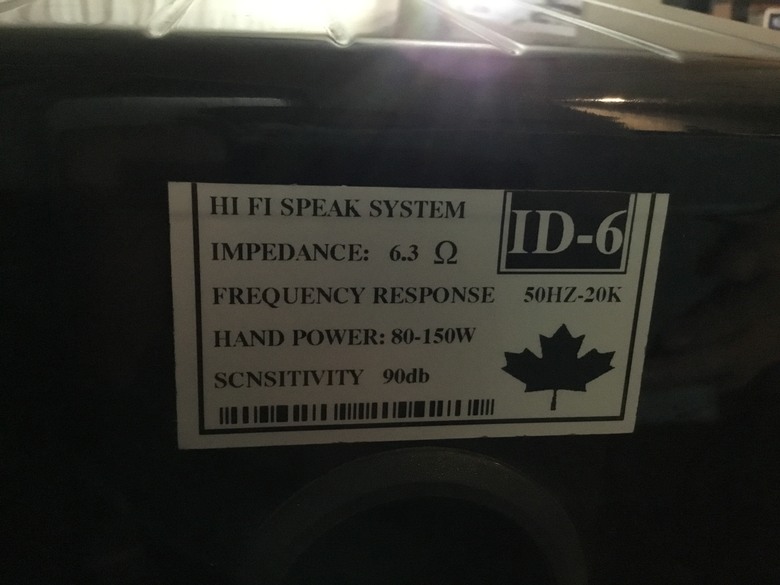 HI FI SPEAK SYSTEM
ID-6
IMPEDANCE: 6.3 Ω
FREQUENCY RESPONSE 50HZ-20K
HAND POWER: 80-150W
SCNSITIVITY 90db